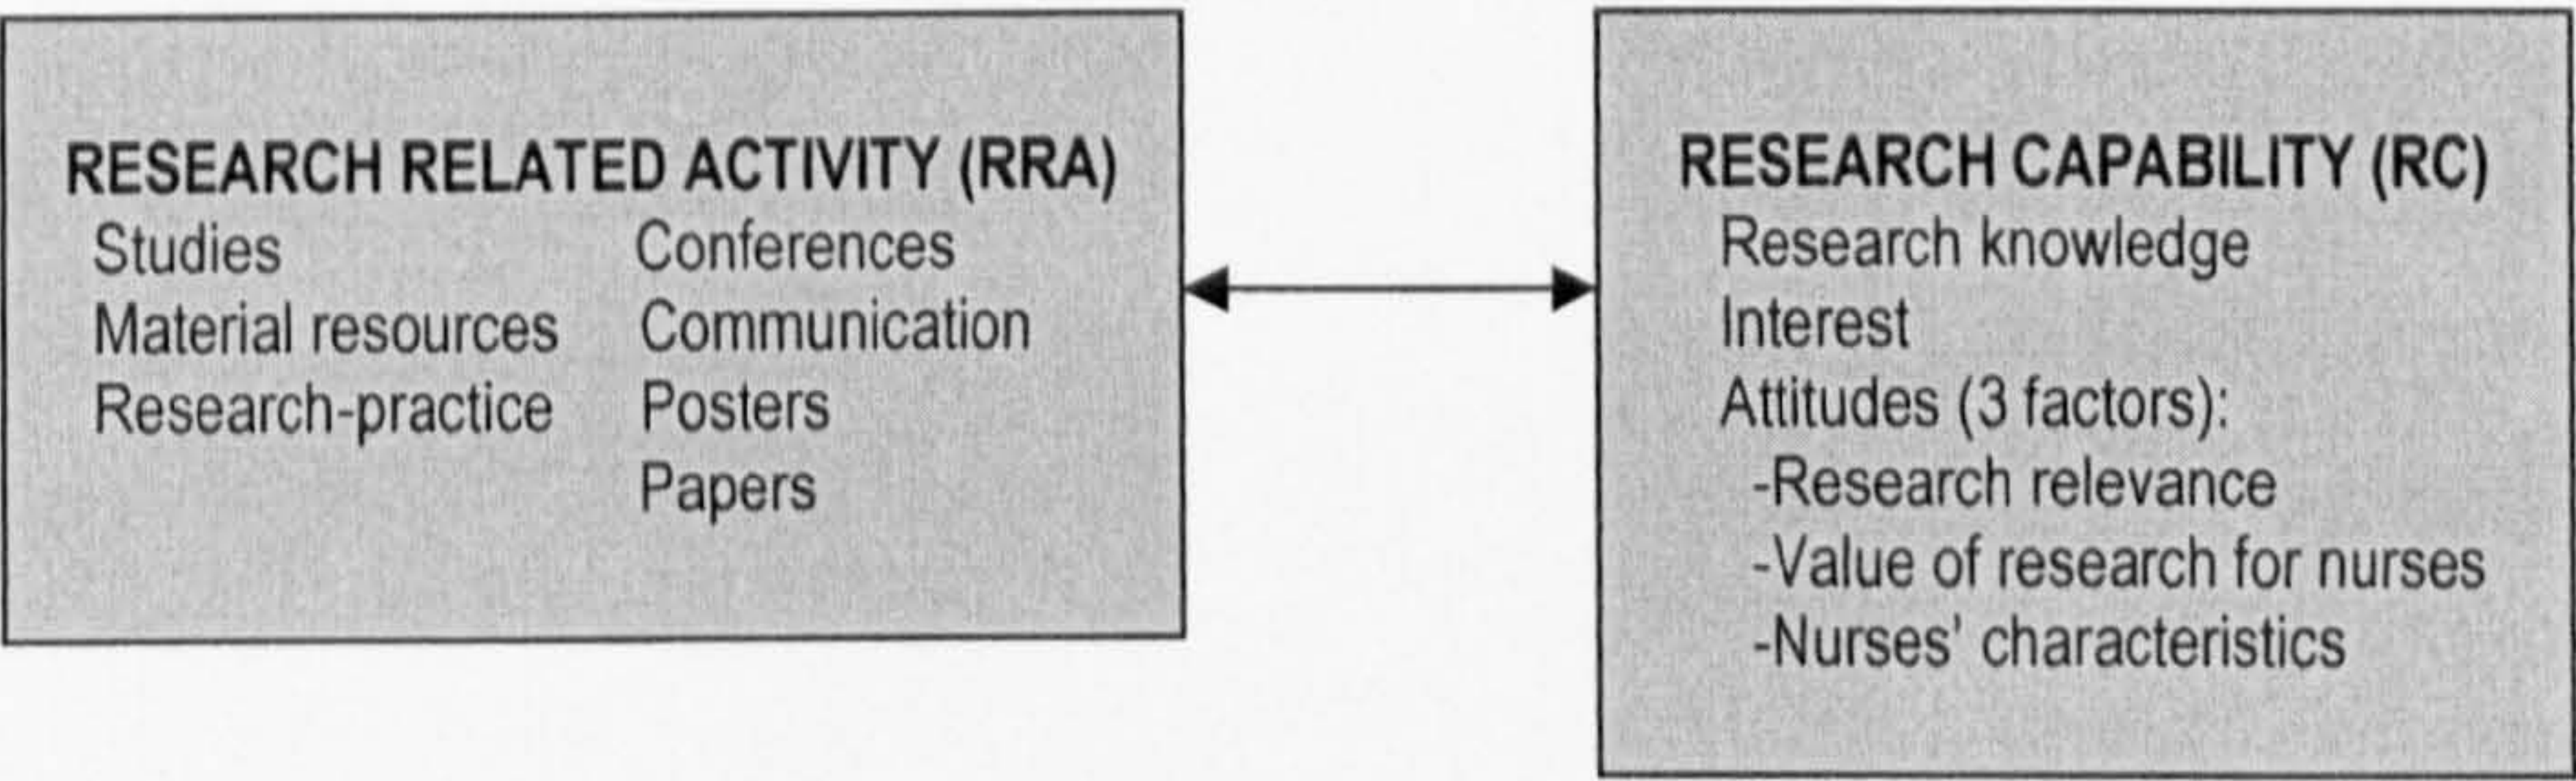 RESEARCH RELATED ACTIVITY (RRA)
Studies
Material resources
Research-practice
Conferences
Communication
Posters
Papers
RESEARCH CAPABILITY (RC)
Research knowledge
Interest
Attitudes (3 factors):
-Research relevance
-Value of research for nurses
-Nurses' characteristics